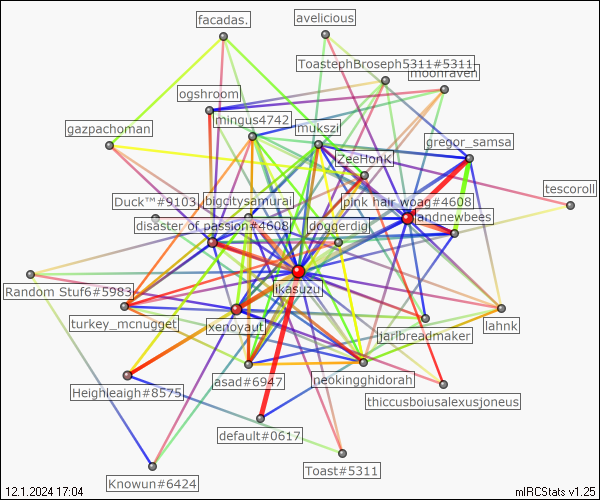 facadas.
avelicious
ToastephBroseph5311#5311
moonraven
ogshroom
mingus4742
mukszi
gazpachoman
gregor_samsa
ZeeHonK
tescoroll
Duck™#9103
bigcitysamurai
pink hair woag#4608
disaster of passion#4608
doggerdig
andnewbees
ikasuzu
Random Stuf6#5983
turkey_mcnugget
xenoyaut
jarlbreadmaker
lahnk
asad#6947
neokingghidorah
Heighleagh#8575
thiccusboiusalexusjoneus
default#0617
Toast#5311
Knowun#6424
12.1.2024 17:04
mIRCStats v1.25